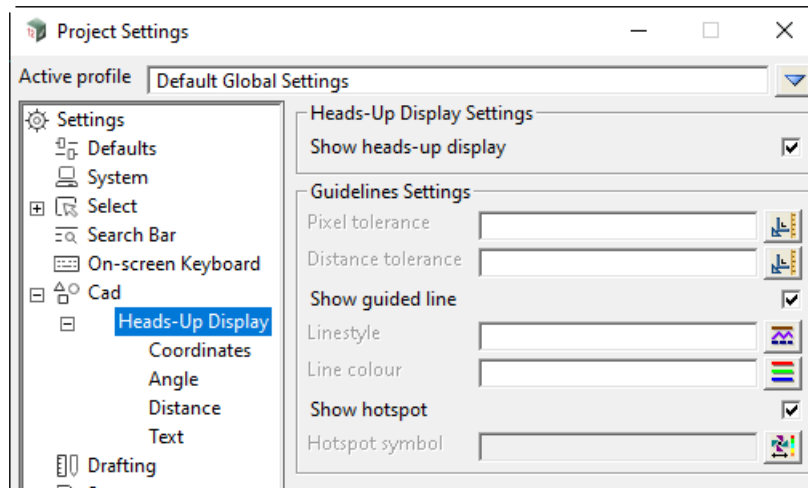 Project Settings
Active profile Default Global Settings
Settings
Defaults
System
Select
Search Bar
On-screen Keyboard
Cad
Heads-Up Display
Coordinates
Angle
Distance
Text
Drafting
Heads-Up Display Settings
Show heads-up display
Guidelines Settings
Pixel tolerance
Distance tolerance
Show guided line
Linestyle
Line colour
Show hotspot
Hotspot symbol